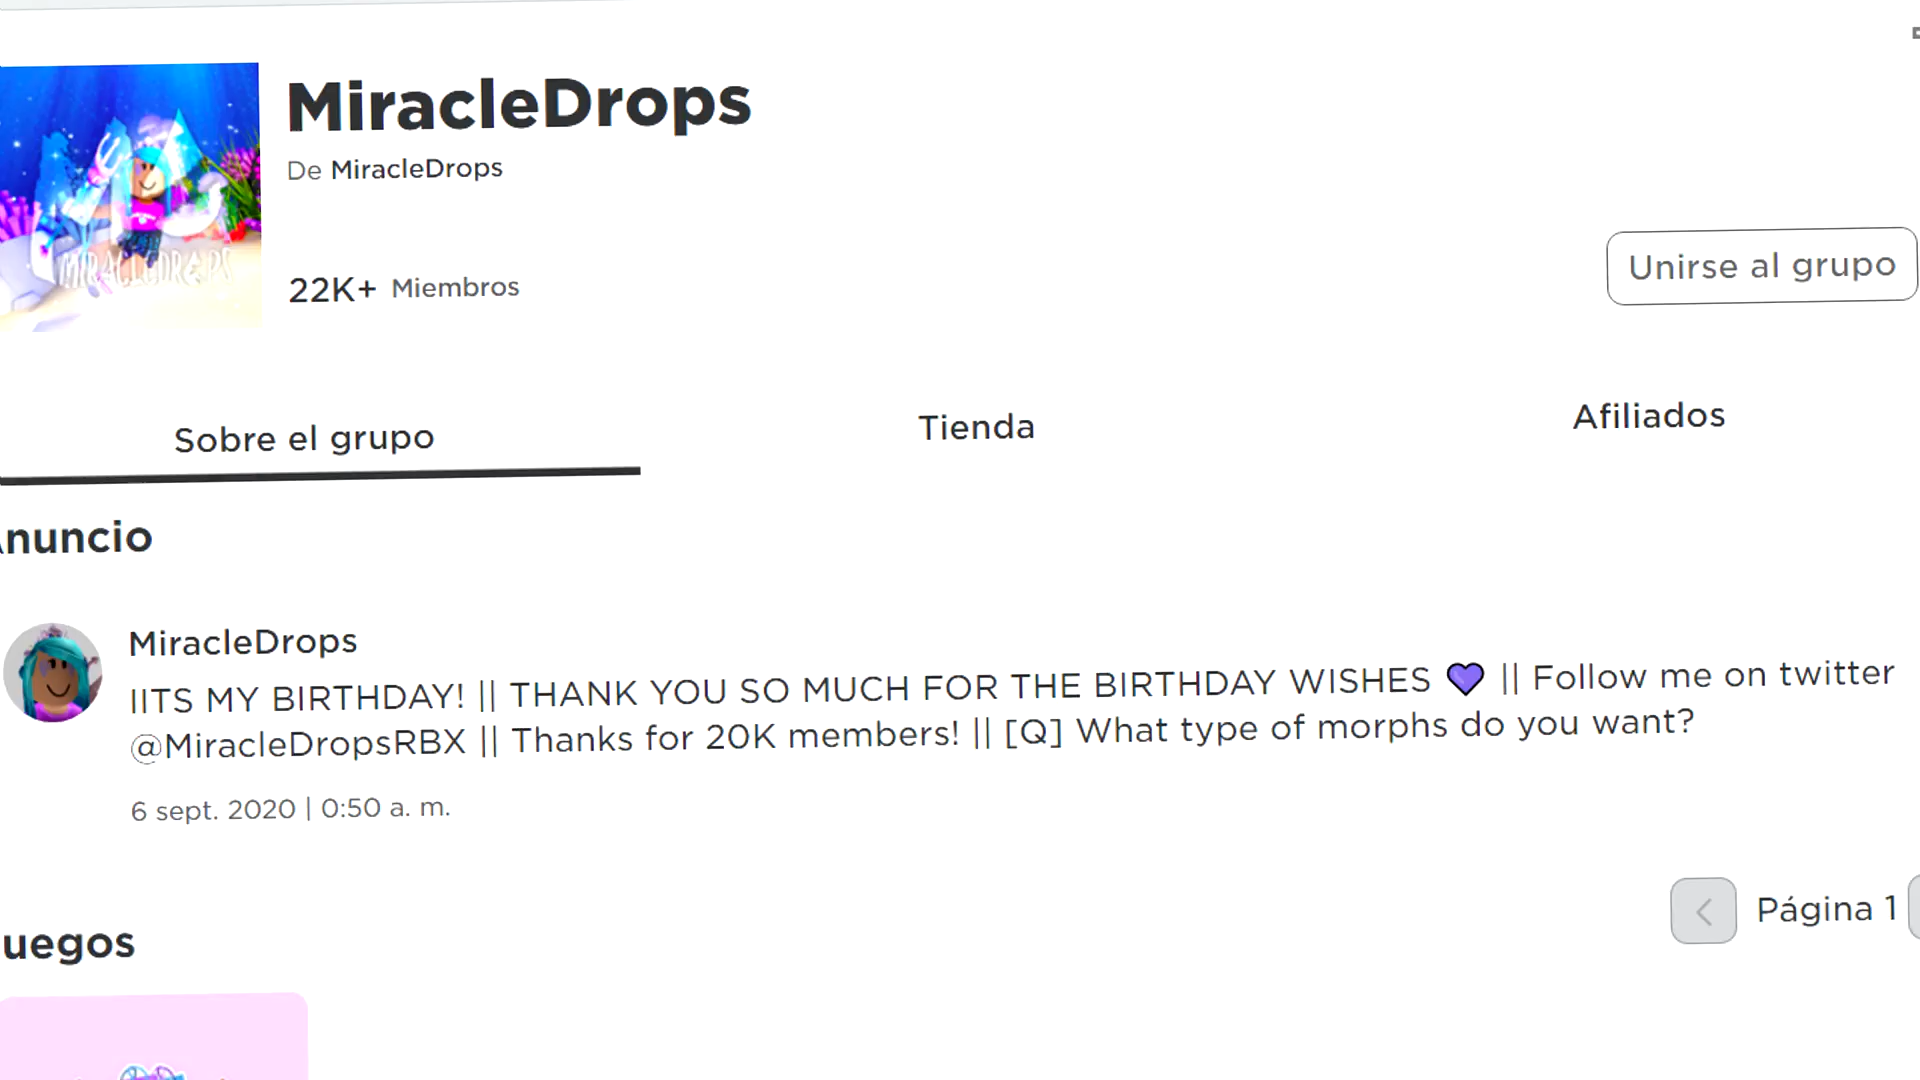 MiracleDrops
De MiracleDrops
22K+ Miembros
Unirse al grupo
Sobre el grupo
Tienda
Afiliados
nuncio
MiracleDrops
IITS MY BIRTHDAY! || THANK YOU SO MUCH FOR THE BIRTHDAY WISHES 💜 || Follow me on twitter
@MiracleDropsRBX || Thanks for 20K members! || [Q] What type of morphs do you want?
6 sept. 2020 | 0:50 a. m.
Página 1
uegos
MIRACLEDROPS